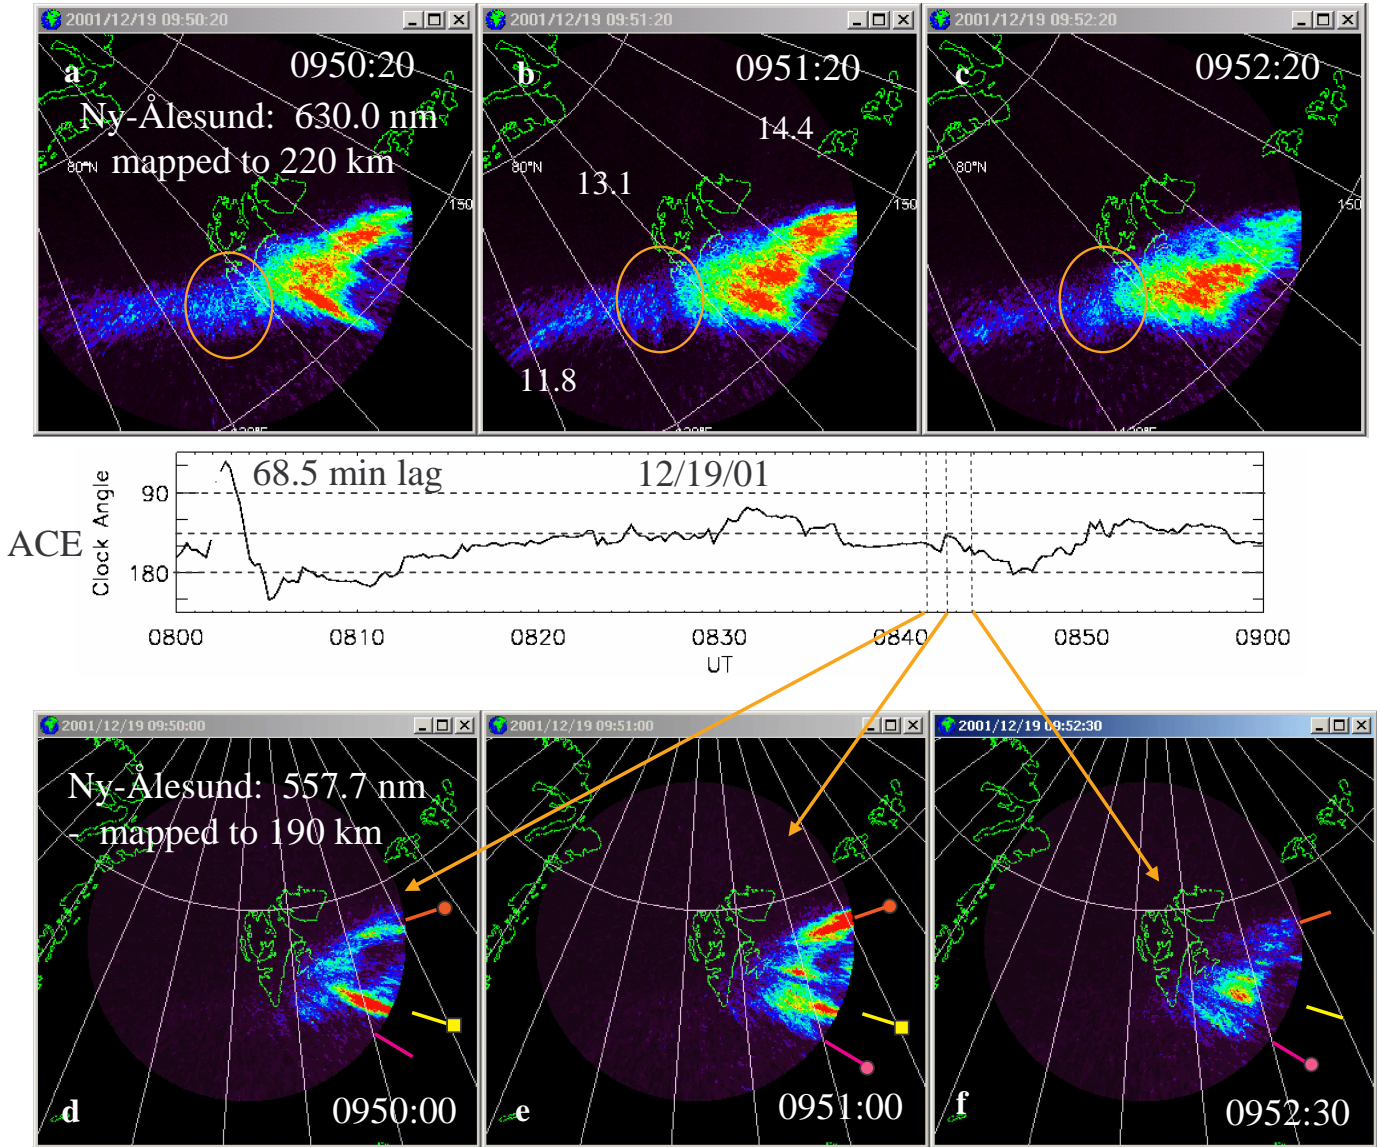 2001/12/19 09:50:20
2001/12/19 09:51:20
2001/12/19 09:52:20
a
0950:20
b
0951:20
c
0952:20
Ny-Ålesund: 630.0 nm
mapped to 220 km
80°N
150
14.4
13.1
80°N
150
11.8
80°N
150
68.5 min lag
12/19/01
ACE
Clock Angle
90
180
0800
0810
0820
0830
0840
0850
0900
UT
2001/12/19 09:50:00
2001/12/19 09:51:00
2001/12/19 09:52:30
Ny-Ålesund: 557.7 nm
- mapped to 190 km
d
0950:00
e
0951:00
f
0952:30